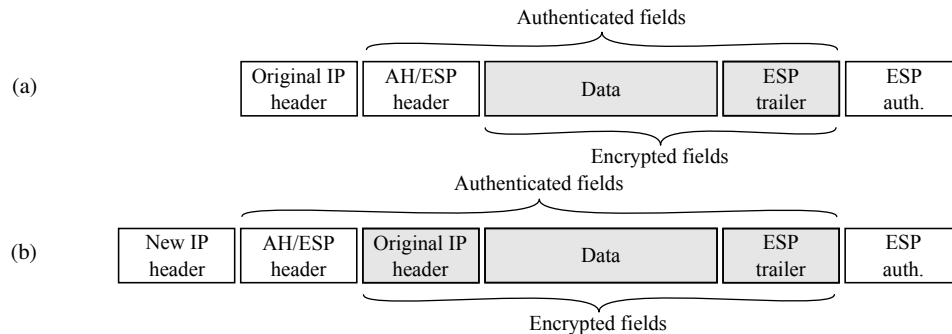 Authenticated fields
(a)
Original IP
header
AH/ESP
header
Data
ESP
trailer
ESP
auth.
Encrypted fields
Authenticated fields
(b)
New IP
header
AH/ESP
header
Original IP
header
Data
ESP
trailer
ESP
auth.
Encrypted fields